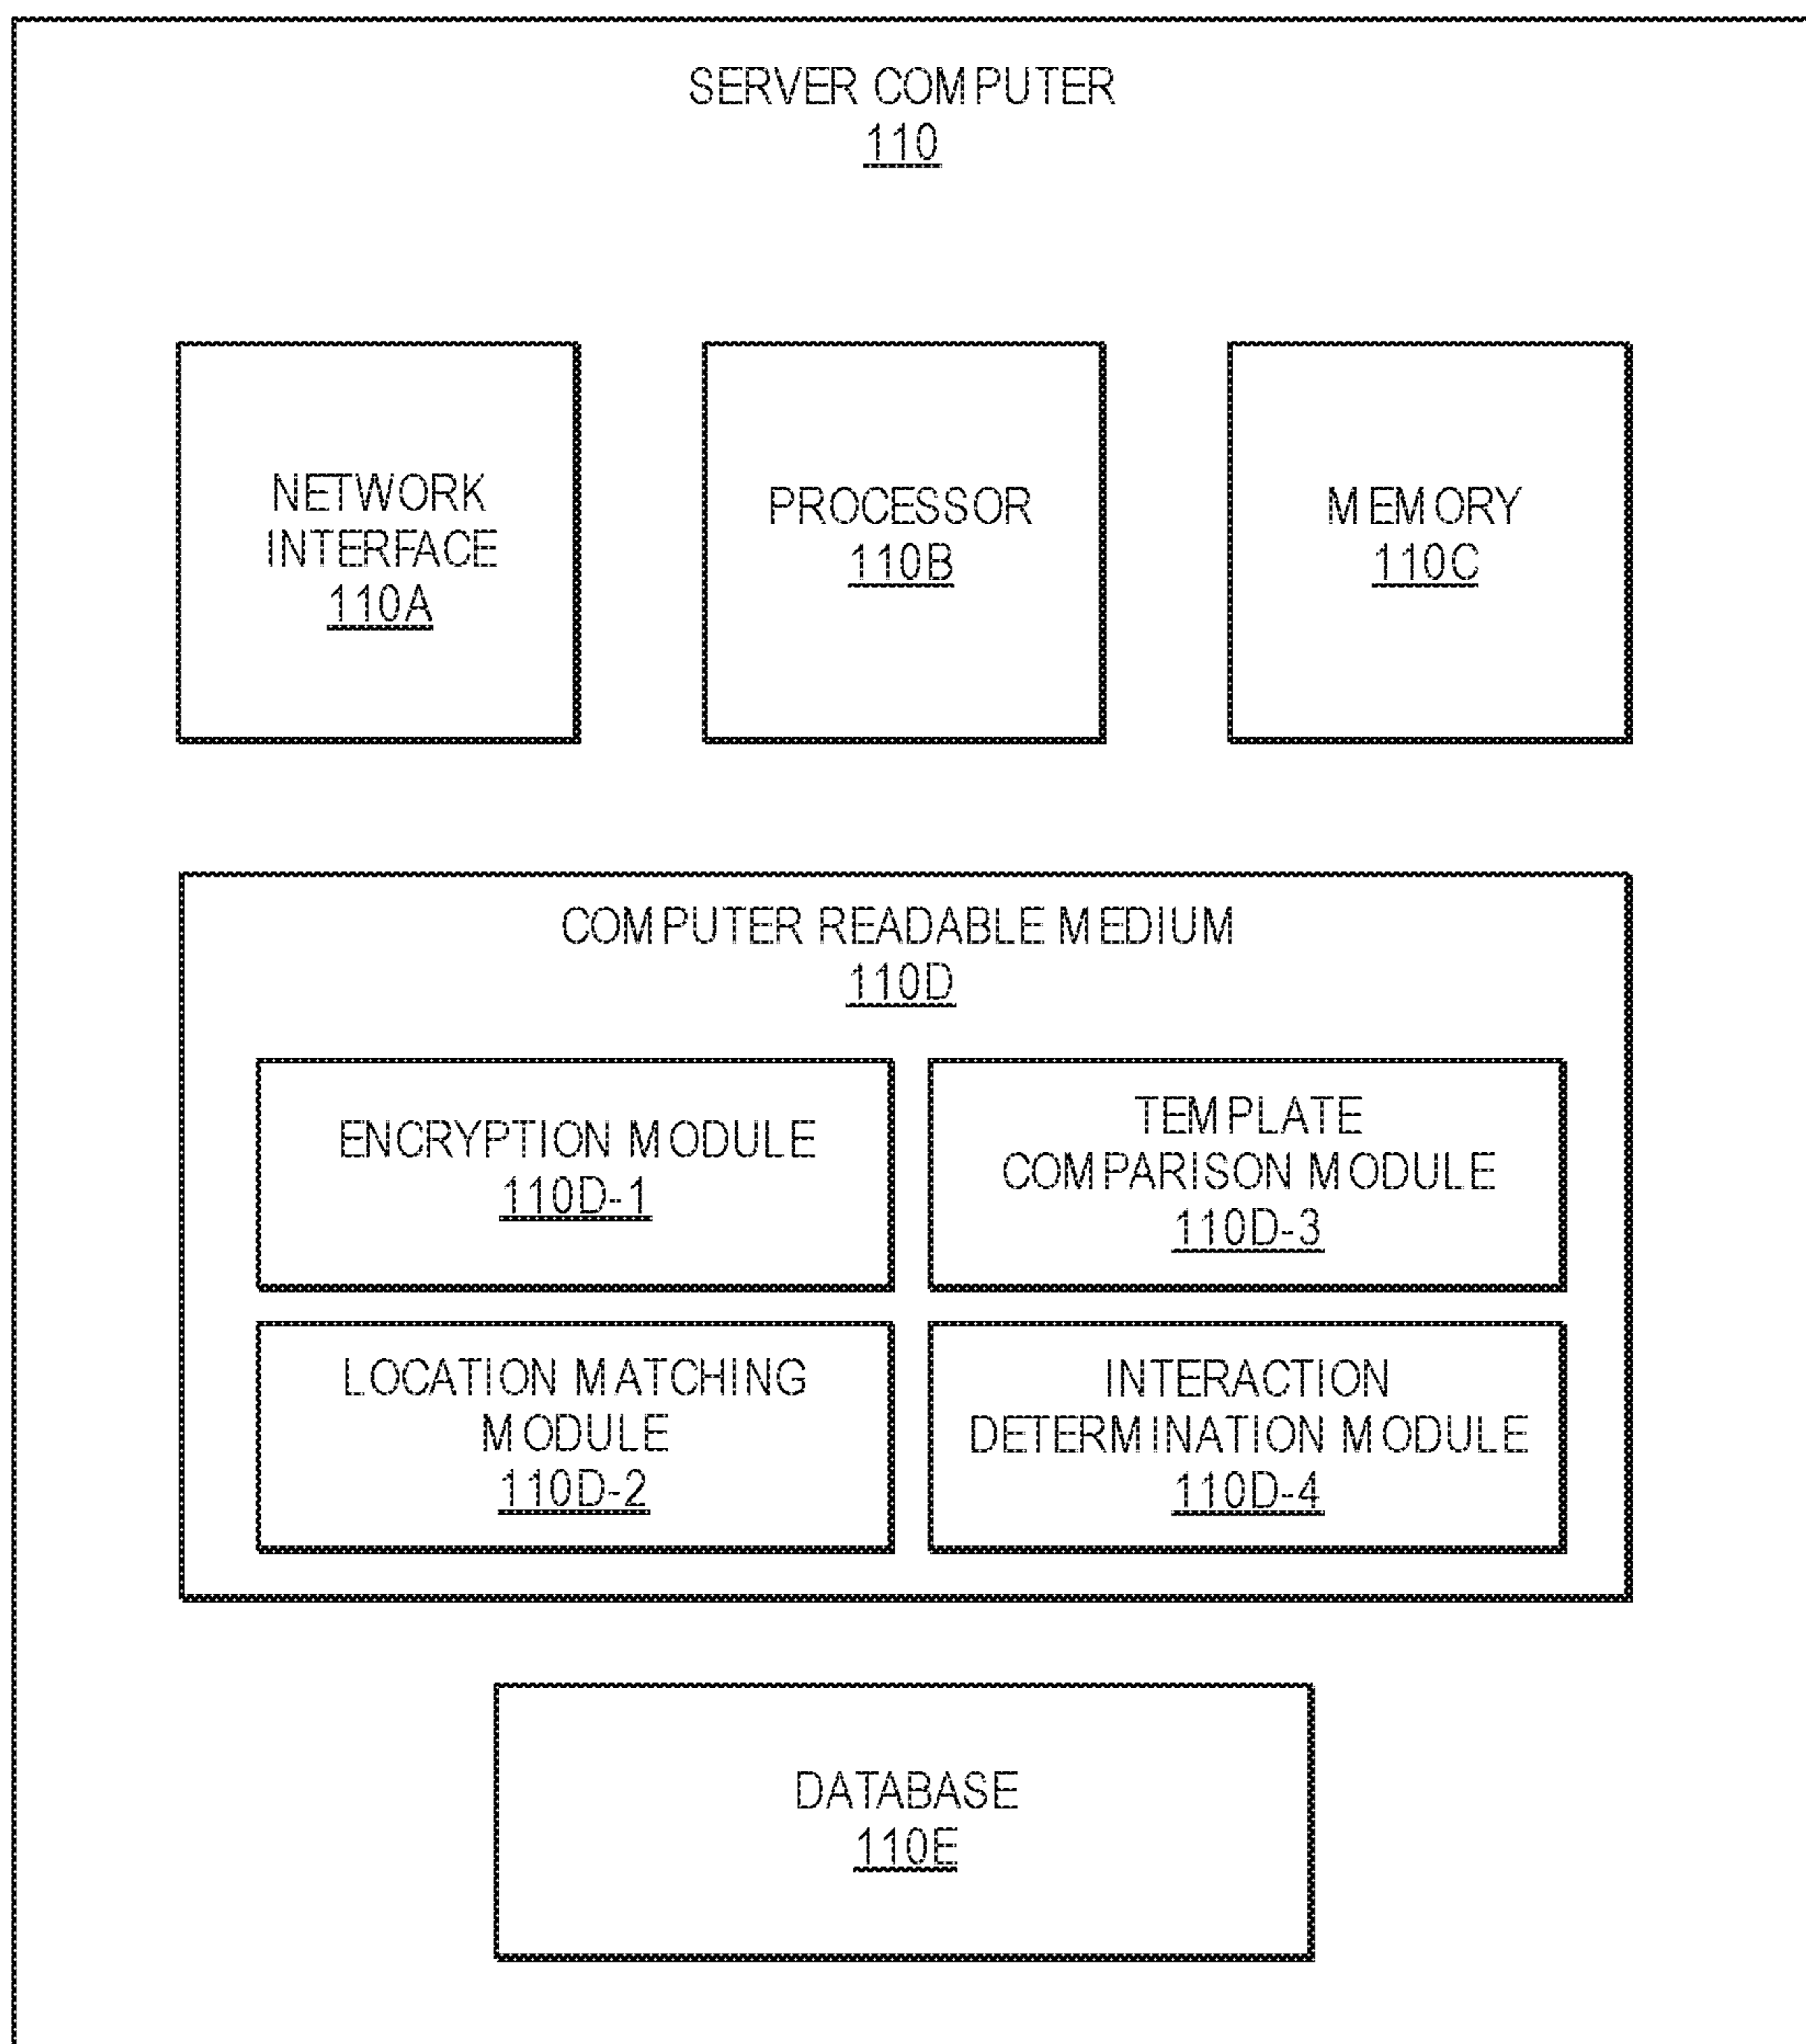 SERVER COMPUTER
110
NETWORK
INTERFACE
110A
PROCESSOR
110B
MEMORY
110C
COMPUTER READABLE MEDIUM
110D
ENCRYPTION MODULE
110D-1
TEMPLATE
COMPARISON MODULE
110D-3
LOCATION MATCHING
MODULE
110D-2
INTERACTION
DETERMINATION MODULE
110D-4
DATABASE
110E